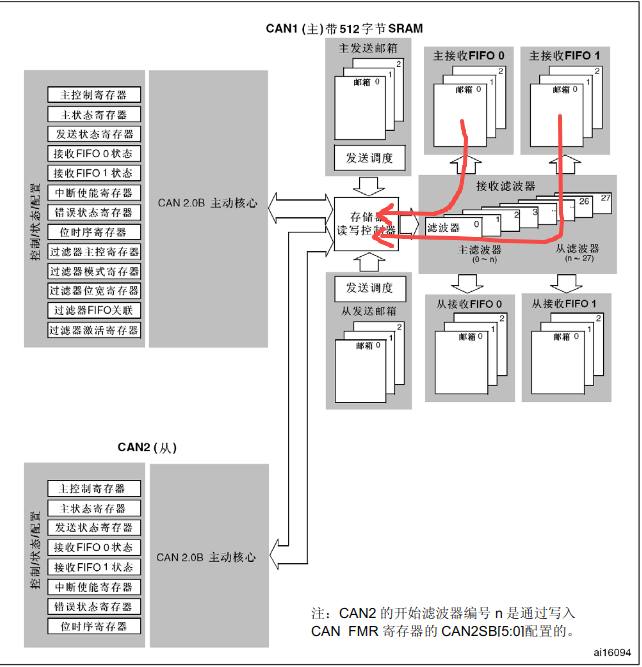 CAN1 (主) 带 512 字节 SRAM
主发送邮箱
2
1
邮箱 0
发送调度
主接收FIFO 0
2
1
邮箱 0
主接收FIFO 1
2
1
邮箱 0
控制/状态/配置
主控制寄存器
主状态寄存器
发送状态寄存器
接收FIFO 0状态
接收FIFO 1状态
中断使能寄存器
错误状态寄存器
位时序寄存器
过滤器主控寄存器
过滤器模式寄存器
过滤器位宽寄存器
过滤器FIFO关联
过滤器激活寄存器
CAN 2.0B 主动核心
存储器
读写控制器
接收滤波器
滤波器 0 1 2 3 .. .. 26 27
主滤波器
(0 ~ n)
从滤波器
(n ~ 27)
发送调度
从发送邮箱
2
1
邮箱 0
从接收FIFO 0
2
1
邮箱 0
从接收FIFO 1
2
1
邮箱 0
CAN2 (从)
控制/状态/配置
主控制寄存器
主状态寄存器
发送状态寄存器
接收FIFO 0状态
接收FIFO 1状态
中断使能寄存器
错误状态寄存器
位时序寄存器
CAN 2.0B 主动核心
注：CAN2 的开始滤波器编号 n 是通过写入
CAN_FMR 寄存器的 CAN2SB[5:0]配置的。
ai16094